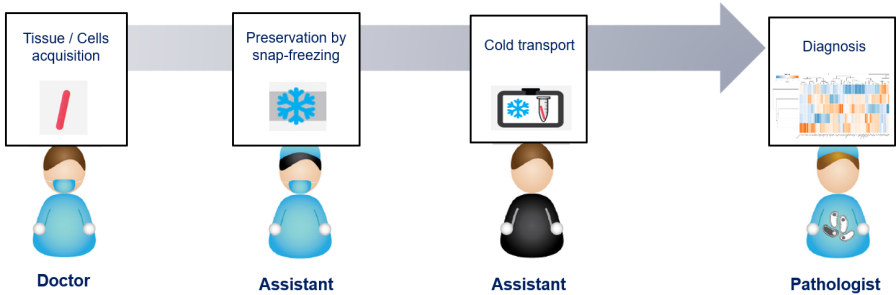 Tissue / Cells
acquisition
Preservation by
snap-freezing
Cold transport
Diagnosis
Doctor
Assistant
Assistant
Pathologist